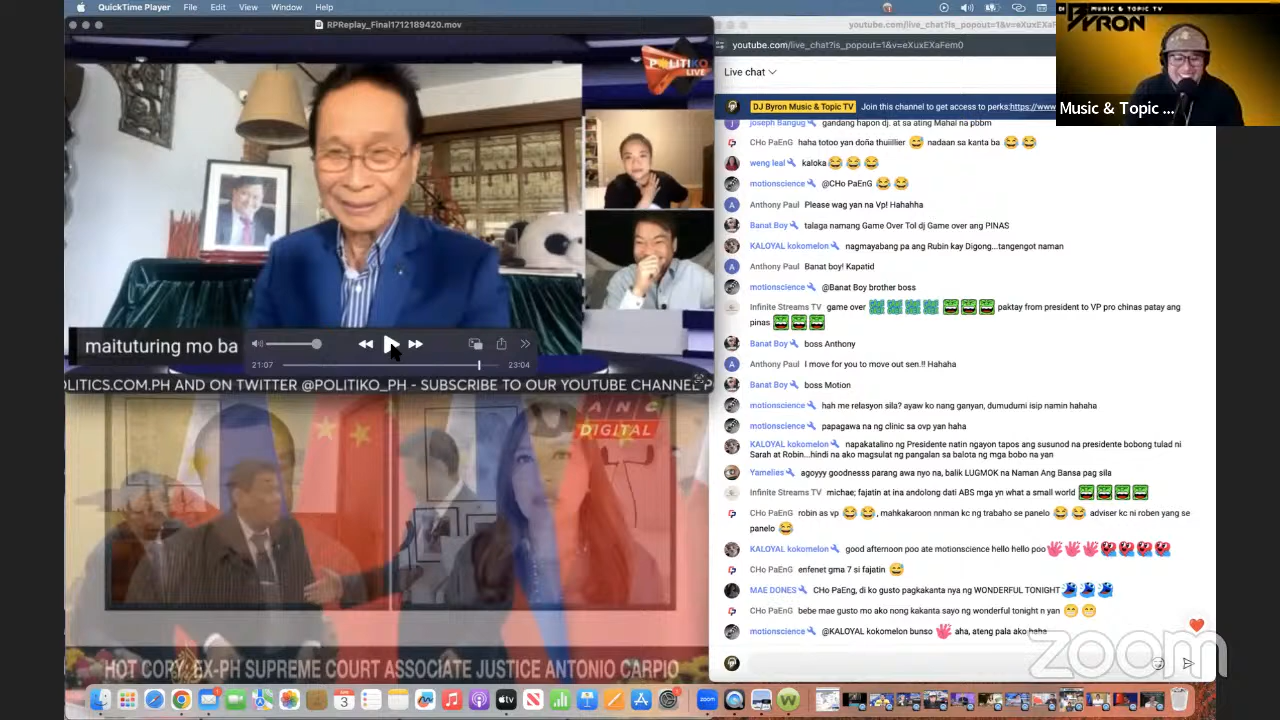 QuickTime Player File Edit View Window Help
RPReplay_Final1712189420.mov
youtube.com/live_chat?is_popout=1&v=eXuxEXaF
youtube.com/live_chat?is_popout=1&v=eXuxEXaFem0
MUSIC & TOPIC TV
BYRON
Music & Topic ...
Live chat
DJ Byron Music & Topic TV Join this channel to get access to perks:https://www
joseph Bangug gandang hapon dj. at sa ating Mahal na pbbm
CHo PaEnG haha totoo yan doña thuiillier 😅 nadaan sa kanta ba 😂 😂
weng leal kaloka 😂 😂 😂
motionscience @CHo PaEnG 😂 😂
Anthony Paul Please wag yan na Vp! Hahahha
Banat Boy talaga namang Game Over Tol dj Game over ang PINAS
KALOYAL kokomelon nagmayabang pa ang Rubin kay Digong...tangengot naman
Anthony Paul Banat boy! Kapatid
motionscience @Banat Boy brother boss
Infinite Streams TV game over paktay from president to VP pro chinas patay ang
pinas
Banat Boy boss Anthony
Anthony Paul I move for you to move out sen.!! Hahaha
Banat Boy boss Motion
motionscience hah me relasyon sila? ayaw ko nang ganyan, dumudumi isip namin hahaha
motionscience papagawa na ng clinic sa ovp yan haha
KALOYAL kokomelon napakatalino ng Presidente natin ngayon tapos ang susunod na presidente bobong tulad ni
Sarah at Robin...hindi na ako magsulat ng pangalan sa balota ng mga bobo na yan
Yamelies agoyyy goodnesss parang awa nyo na, balik LUGMOK na Naman Ang Bansa pag sila
Infinite Streams TV michae; fajatin at ina andolong dati ABS mga yn what a small world
CHo PaEnG robin as vp 😂 😂 , mahkakaroon nnman kc ng trabaho se panelo 😂 😂 adviser kc ni roben yang se
panelo 😂
KALOYAL kokomelon good afternoon poo ate motionscience hello hello poo
CHo PaEnG enfenet gma 7 si fajatin 😅
MAE DONES CHo PaEng, di ko gusto pagkakanta nya ng WONDERFUL TONIGHT
CHo PaEnG bebe mae gusto mo ako nong kakanta sayo ng wonderful tonight n yan 😁 😁
motionscience @KALOYAL kokomelon bunso aha, ateng pala ako haha
POLITIKO
LIVE
maituturing mo ba
21:07 23:04
OLITICS.COM.PH AND ON TWITTER @POLITIKO_PH - SUBSCRIBE TO OUR YOUTUBE CHANNEL
ANC
DIGITAL
HOT CORY, EX-PH SUPREME COURT ASSOCIATE JUSTICE ANTONIO CARPIO
zoom